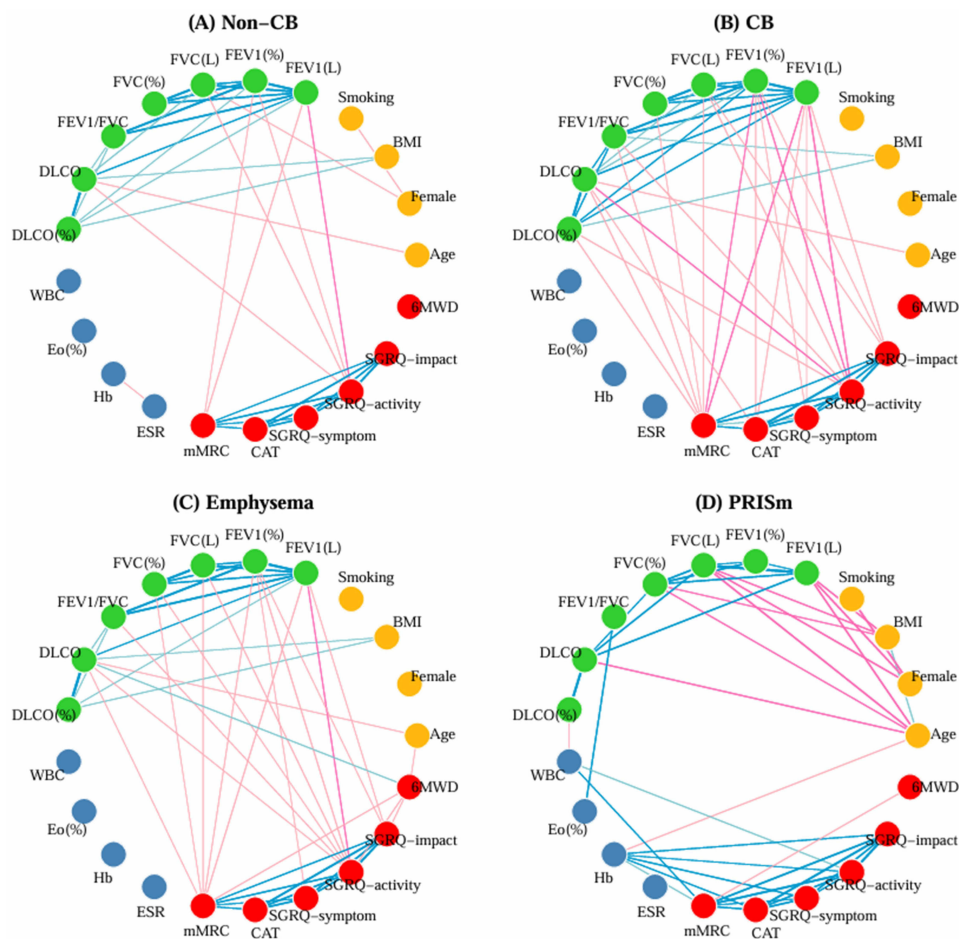 (A) Non−CB
FEV1(%)
FVC(L)
FEV1(L)
FVC(%)
Smoking
FEV1/FVC
BMI
DLCO
Female
DLCO(%)
Age
WBC
6MWD
Eo(%)
SGRQ−impact
Hb
SGRQ−activity
ESR
SGRQ−symptom
mMRC
CAT
(B) CB
FEV1(%)
FVC(L)
FEV1(L)
FVC(%)
Smoking
FEV1/FVC
BMI
DLCO
Female
DLCO(%)
Age
WBC
6MWD
Eo(%)
SGRQ−impact
Hb
SGRQ−activity
ESR
SGRQ−symptom
mMRC
CAT
(C) Emphysema
FEV1(%)
FVC(L)
FEV1(L)
FVC(%)
Smoking
FEV1/FVC
BMI
DLCO
Female
DLCO(%)
Age
WBC
6MWD
Eo(%)
SGRQ−impact
Hb
SGRQ−activity
ESR
SGRQ−symptom
mMRC
CAT
(D) PRISm
FEV1(%)
FVC(L)
FEV1(L)
FVC(%)
Smoking
FEV1/FVC
BMI
DLCO
Female
DLCO(%)
Age
WBC
6MWD
Eo(%)
SGRQ−impact
Hb
SGRQ−activity
ESR
SGRQ−symptom
mMRC
CAT